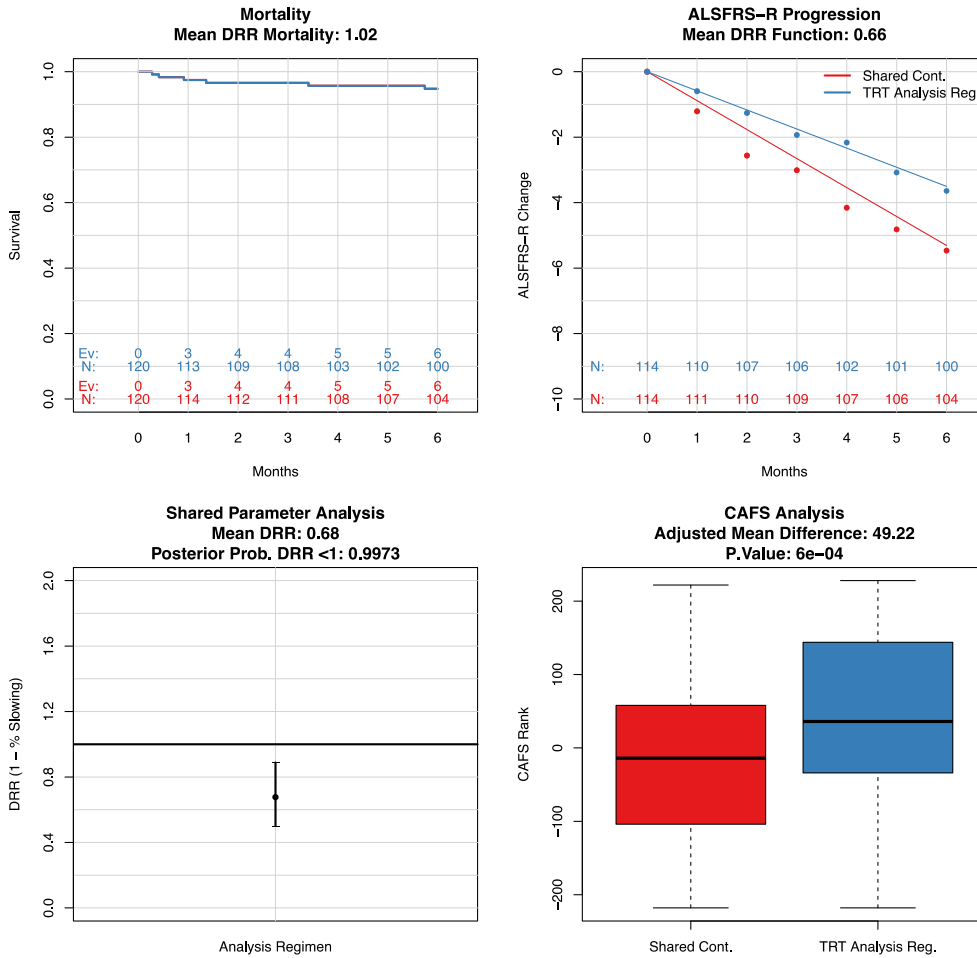 Mortality
Mean DRR Mortality: 1.02
Survival
0.0
0.2
0.4
0.6
0.8
1.0
Ev: 0 3 4 4 5 5 6
N: 120 113 109 108 103 102 100
Ev: 0 3 4 4 5 5 6
N: 120 114 112 111 108 107 104
0 1 2 3 4 5 6
Months
ALSFRS−R Progression
Mean DRR Function: 0.66
ALSFRS−R Change
0
−2
−4
−6
−8
−10
Shared Cont.
TRT Analysis Reg.
N: 114 110 107 106 102 101 100
N: 114 111 110 109 107 106 104
0 1 2 3 4 5 6
Months
Shared Parameter Analysis
Mean DRR: 0.68
Posterior Prob. DRR <1: 0.9973
DRR (1 − % Slowing)
0.0
0.4
0.8
1.2
1.6
2.0
Analysis Regimen
CAFS Analysis
Adjusted Mean Difference: 49.22
P.Value: 6e−04
CAFS Rank
−200
−100
0
100
200
Shared Cont. TRT Analysis Reg.